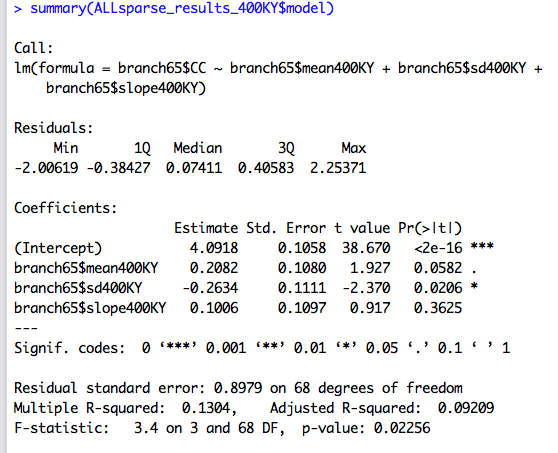 > summary(ALLsparse_results_400KY$model)
Call:
lm(formula = branch65$CC ~ branch65$mean400KY + branch65$sd400KY +
    branch65$slope400KY)
Residuals:
     Min       1Q   Median       3Q      Max
-2.00619 -0.38427  0.07411  0.40583  2.25371
Coefficients:
                    Estimate Std. Error t value Pr(>|t|)
(Intercept)           4.0918     0.1058  38.670   <2e-16 ***
branch65$mean400KY    0.2082     0.1080   1.927   0.0582 .
branch65$sd400KY     -0.2634     0.1111  -2.370   0.0206 *
branch65$slope400KY   0.1006     0.1097   0.917   0.3625
---
Signif. codes:  0 ‘***’ 0.001 ‘**’ 0.01 ‘*’ 0.05 ‘.’ 0.1 ‘ ’ 1
Residual standard error: 0.8979 on 68 degrees of freedom
Multiple R-squared:  0.1304,	Adjusted R-squared:  0.09209
F-statistic:   3.4 on 3 and 68 DF,  p-value: 0.02256